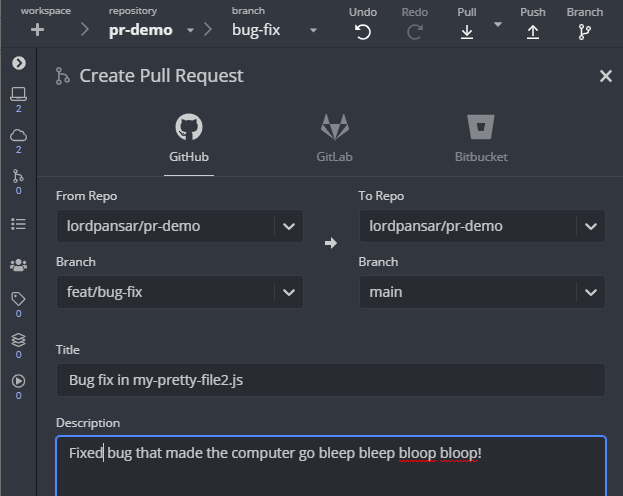 workspace repository branch Undo Redo Pull Push Branch
pr-demo bug-fix
Create Pull Request
2
2
0
0
0
0
GitHub GitLab Bitbucket
From Repo To Repo
lordpansar/pr-demo lordpansar/pr-demo
Branch Branch
feat/bug-fix main
Title
Bug fix in my-pretty-file2.js
Description
Fixed bug that made the computer go bleep bleep bloop bloop!